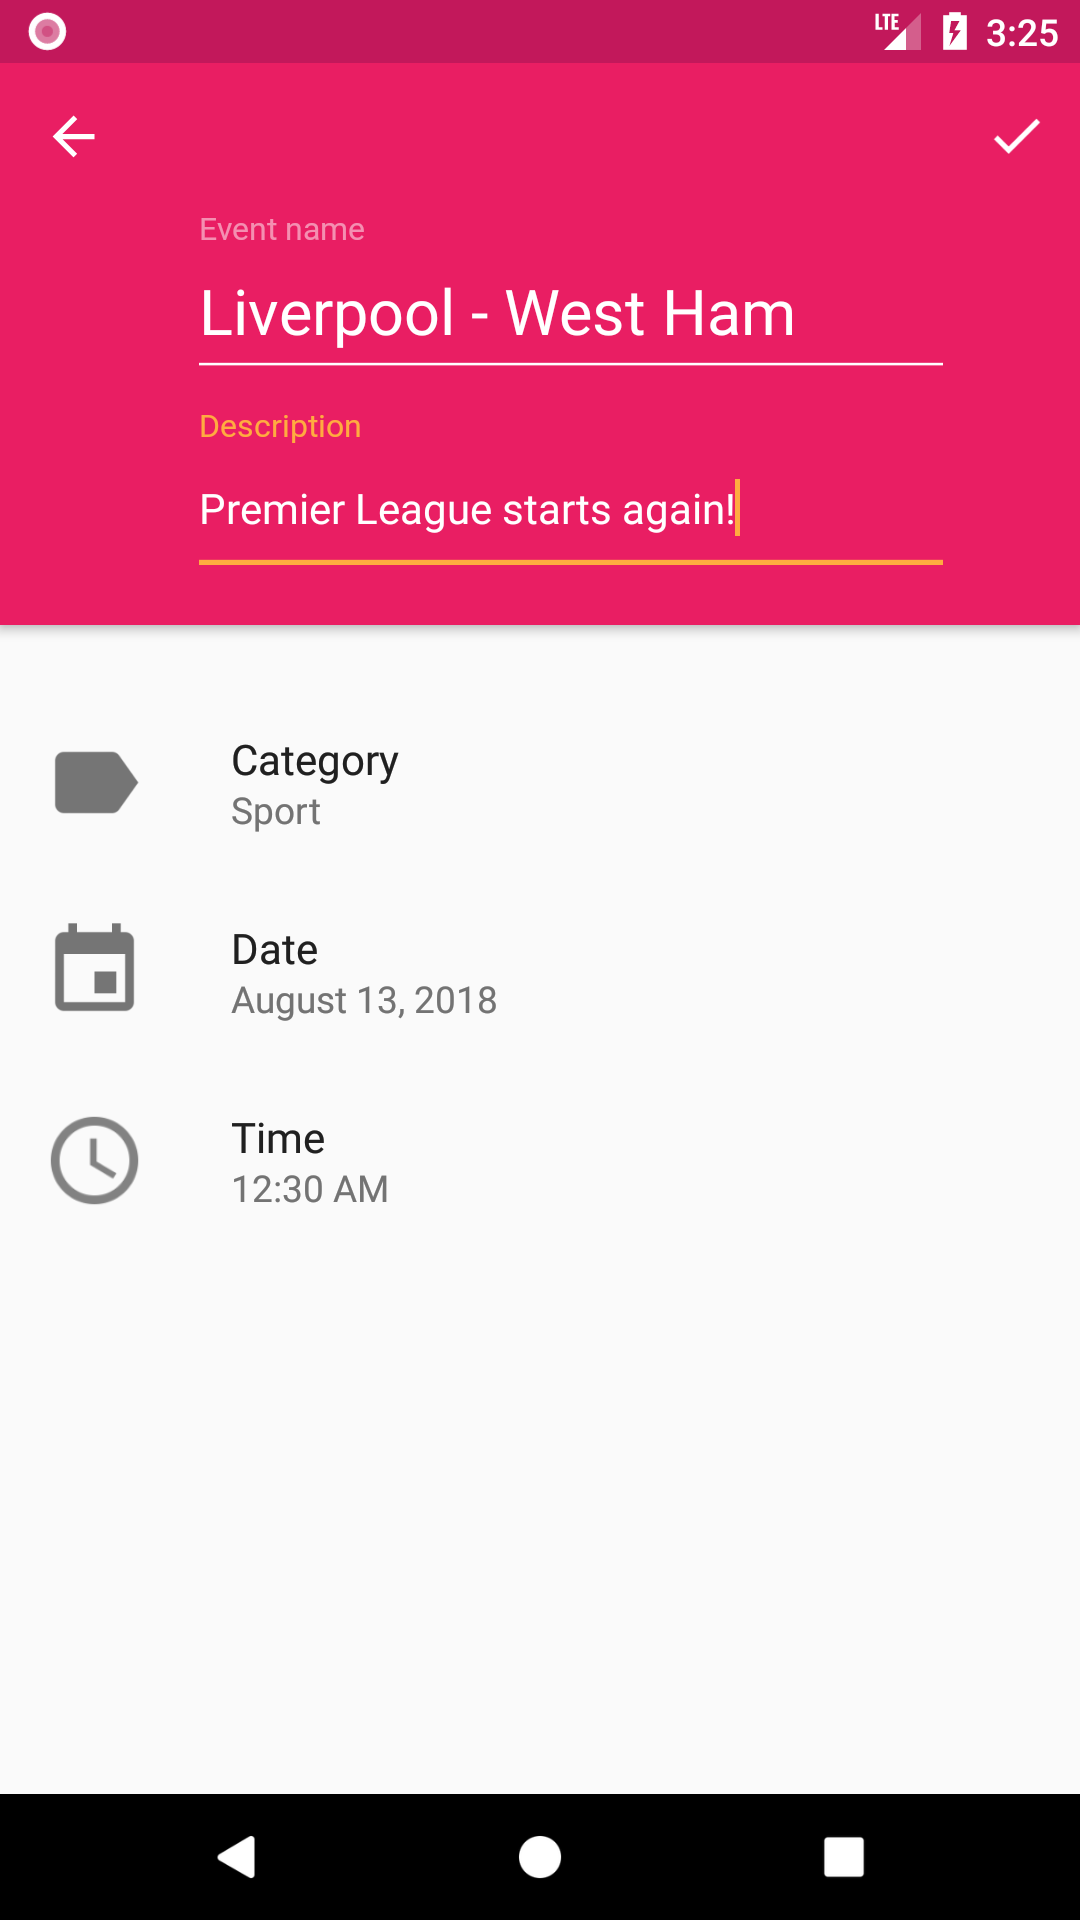 LTE 3:25
Event name
Liverpool - West Ham
Description
Premier League starts again!
Category
Sport
Date
August 13, 2018
Time
12:30 AM